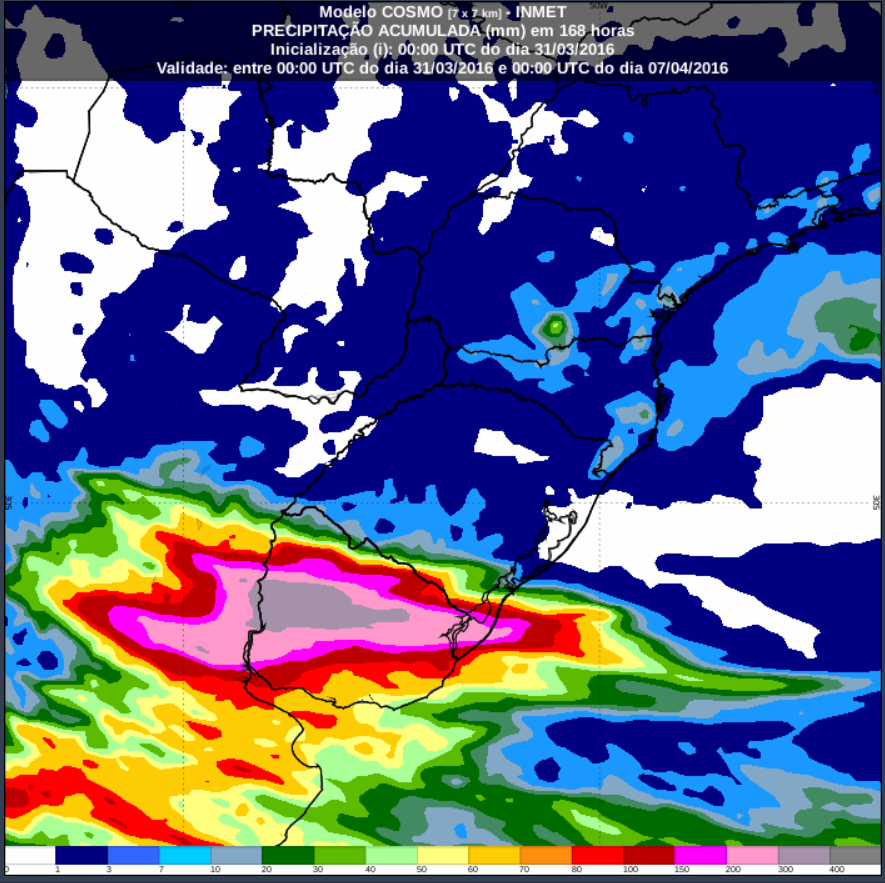 50W
Modelo COSMO [7 x 7 km] - INMET
PRECIPITAÇÃO ACUMULADA (mm) em 168 horas
Inicialização (i): 00:00 UTC do dia 31/03/2016
Validade: entre 00:00 UTC do dia 31/03/2016 e 00:00 UTC do dia 07/04/2016
0 1 3 7 10 20 30 40 50 60 70 80 100 150 200 300 400